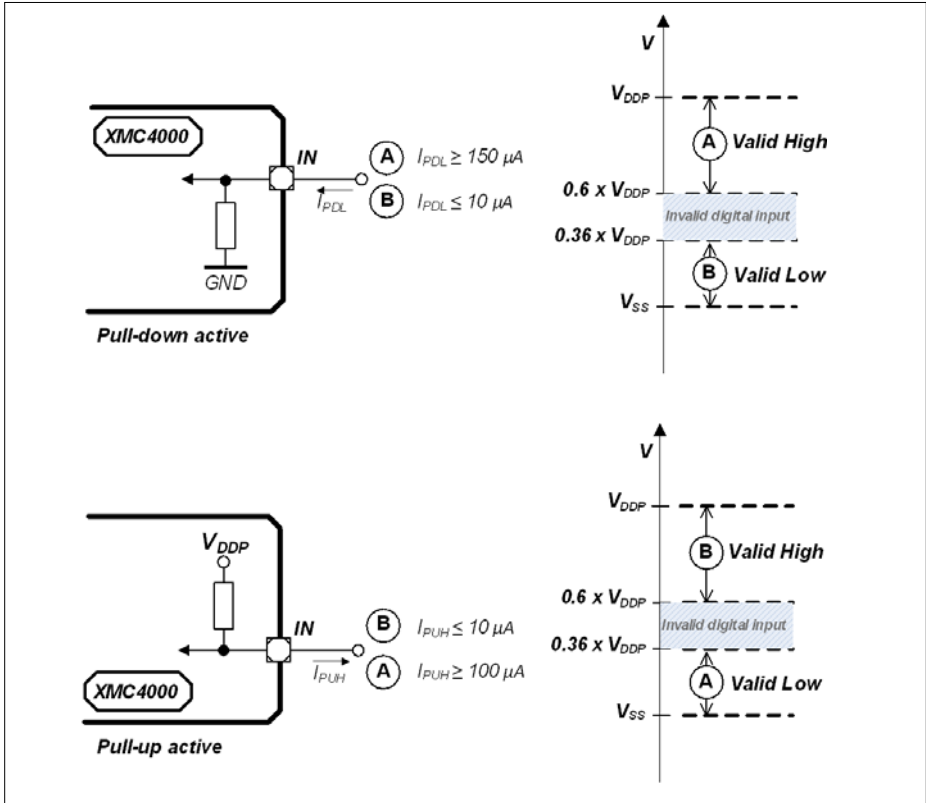 XMC4000
IN
A I_PDL ≥ 150 μA
I_PDL
B I_PDL ≤ 10 μA
GND
Pull-down active
V
V_DDP
A Valid High
0.6 x V_DDP
Invalid digital input
0.36 x V_DDP
B Valid Low
V_SS
V_DDP
IN
B I_PUH ≤ 10 μA
I_PUH
A I_PUH ≥ 100 μA
XMC4000
Pull-up active
V
V_DDP
B Valid High
0.6 x V_DDP
Invalid digital input
0.36 x V_DDP
A Valid Low
V_SS